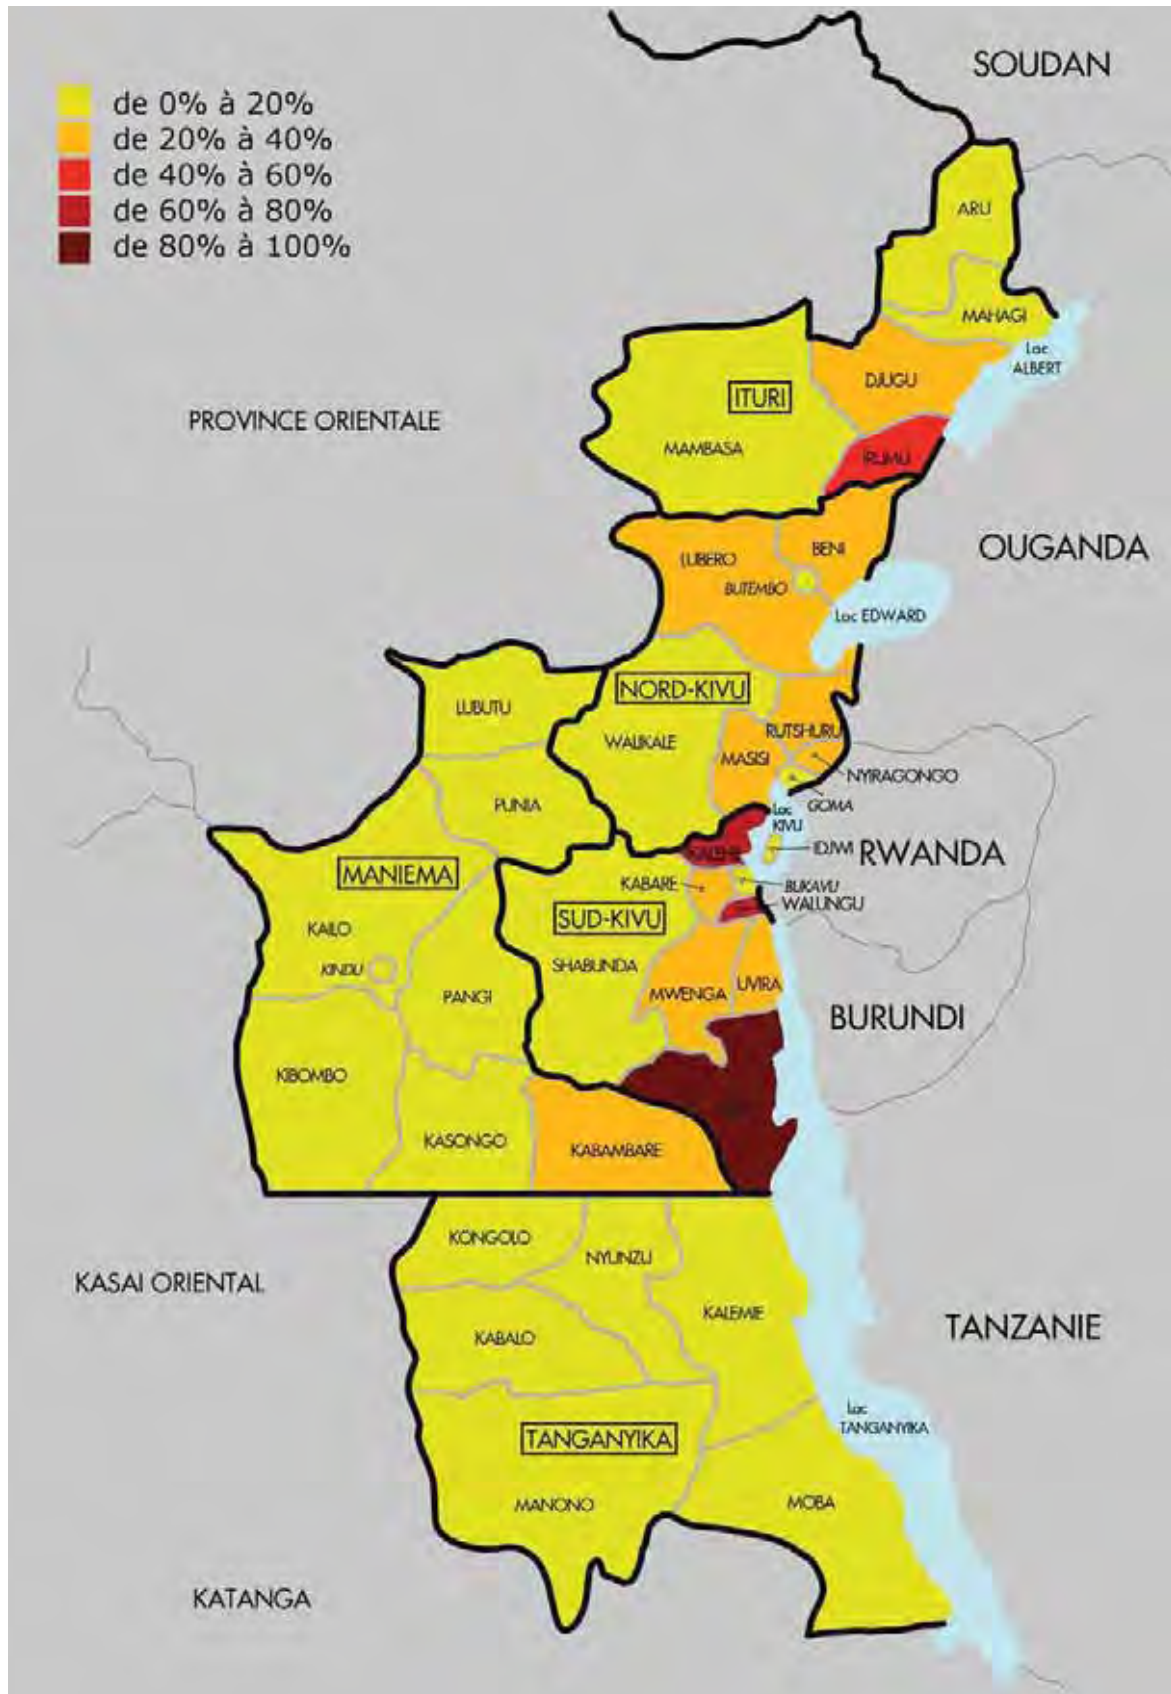 SOUDAN
de 0% à 20%
de 20% à 40%
de 40% à 60%
de 60% à 80%
de 80% à 100%
ARU
MAHAGI
Lac
ALBERT
DJUGU
ITURI
PROVINCE ORIENTALE
MAMBASA
IRUMU
OUGANDA
BENI
LUBERO
BUTEMBO
Lac EDWARD
NORD-KIVU
LUBUTU
RUTSHURU
WALIKALE
MASISI
NYIRAGONGO
GOMA
PUNIA
Lac
KIVU
KALEHE
IDJWI
RWANDA
MANIEMA
KABARE
BUKAVU
WALUNGU
SUD-KIVU
KAILO
KINDU
SHABUNDA
UVIRA
MWENGA
PANGI
BURUNDI
KIBOMBO
KASONGO
KABAMBARE
KONGOLO
NYUNZU
KASAI ORIENTAL
KALEMIE
TANZANIE
KABALO
Lac
TANGANYIKA
TANGANYIKA
MANONO
MOBA
KATANGA